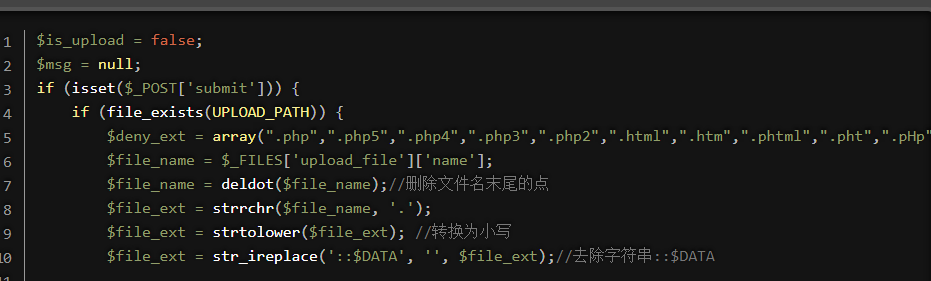 1 $is_upload = false;
2 $msg = null;
3 if (isset($_POST['submit'])) {
4 if (file_exists(UPLOAD_PATH)) {
5 $deny_ext = array(".php",".php5",".php4",".php3",".php2",".html",".htm",".phtml",".pht",".pHp"
6 $file_name = $_FILES['upload_file']['name'];
7 $file_name = deldot($file_name);//删除文件名末尾的点
8 $file_ext = strrchr($file_name, '.');
9 $file_ext = strtolower($file_ext); //转换为小写
10 $file_ext = str_ireplace('::$DATA', '', $file_ext);//去除字符串::$DATA